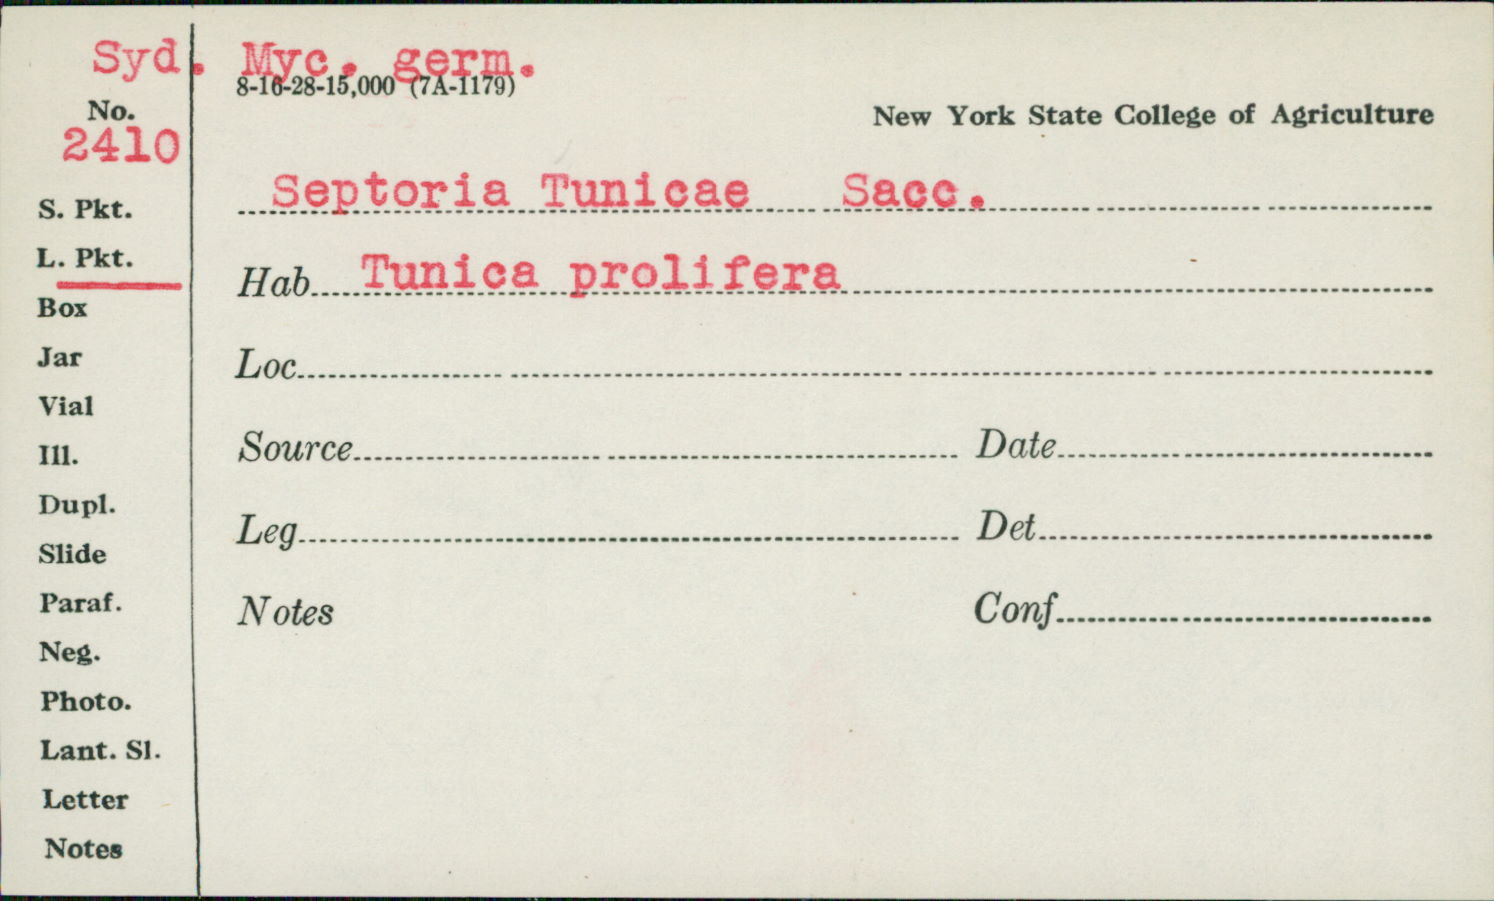 Syd. Myc. germ.
8-16-28-15,000 (7A-1179)
No.
New York State College of Agriculture
2410
Septoria Tunicae Sacc.
S. Pkt.
L. Pkt.
Hab Tunica prolifera
Box
Jar
Loc
Vial
Source Date
Ill.
Dupl.
Leg Det
Slide
Paraf.
Notes Conf
Neg.
Photo.
Lant. Sl.
Letter
Notes